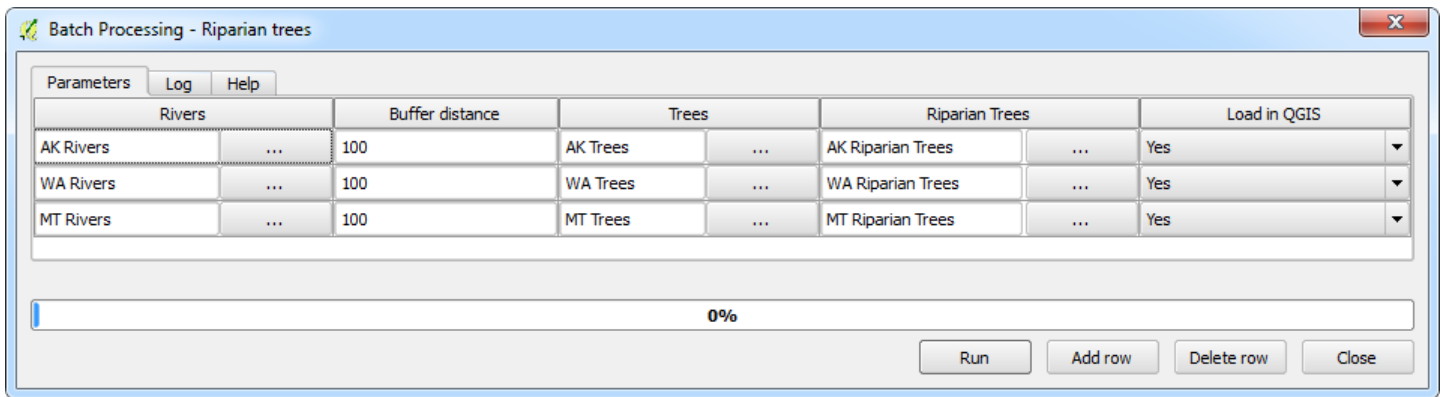 Batch Processing - Riparian trees
Parameters Log Help
Rivers Buffer distance Trees Riparian Trees Load in QGIS
AK Rivers ... 100 AK Trees ... AK Riparian Trees ... Yes
WA Rivers ... 100 WA Trees ... WA Riparian Trees ... Yes
MT Rivers ... 100 MT Trees ... MT Riparian Trees ... Yes
0%
Run Add row Delete row Close